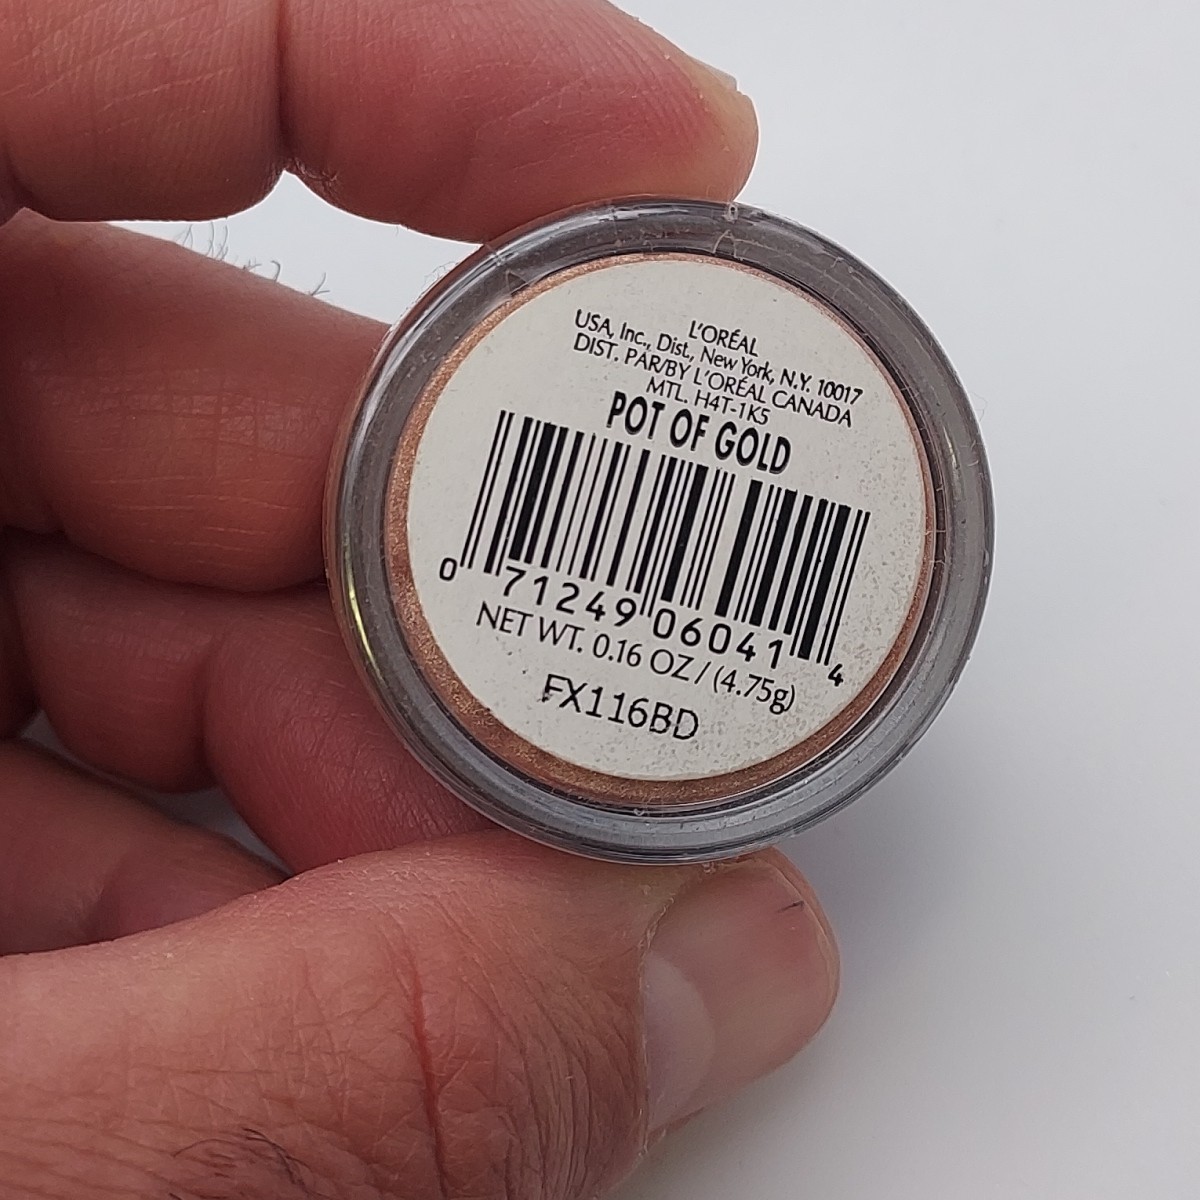 L'ORÉAL
USA, Inc., Dist., New York, N.Y. 10017
DIST. PAR/BY L'ORÉAL CANADA
MTL. H4T-1K5
POT OF GOLD
0 71249 06041 4
NET WT. 0.16 OZ / (4.75g)
FX116BD